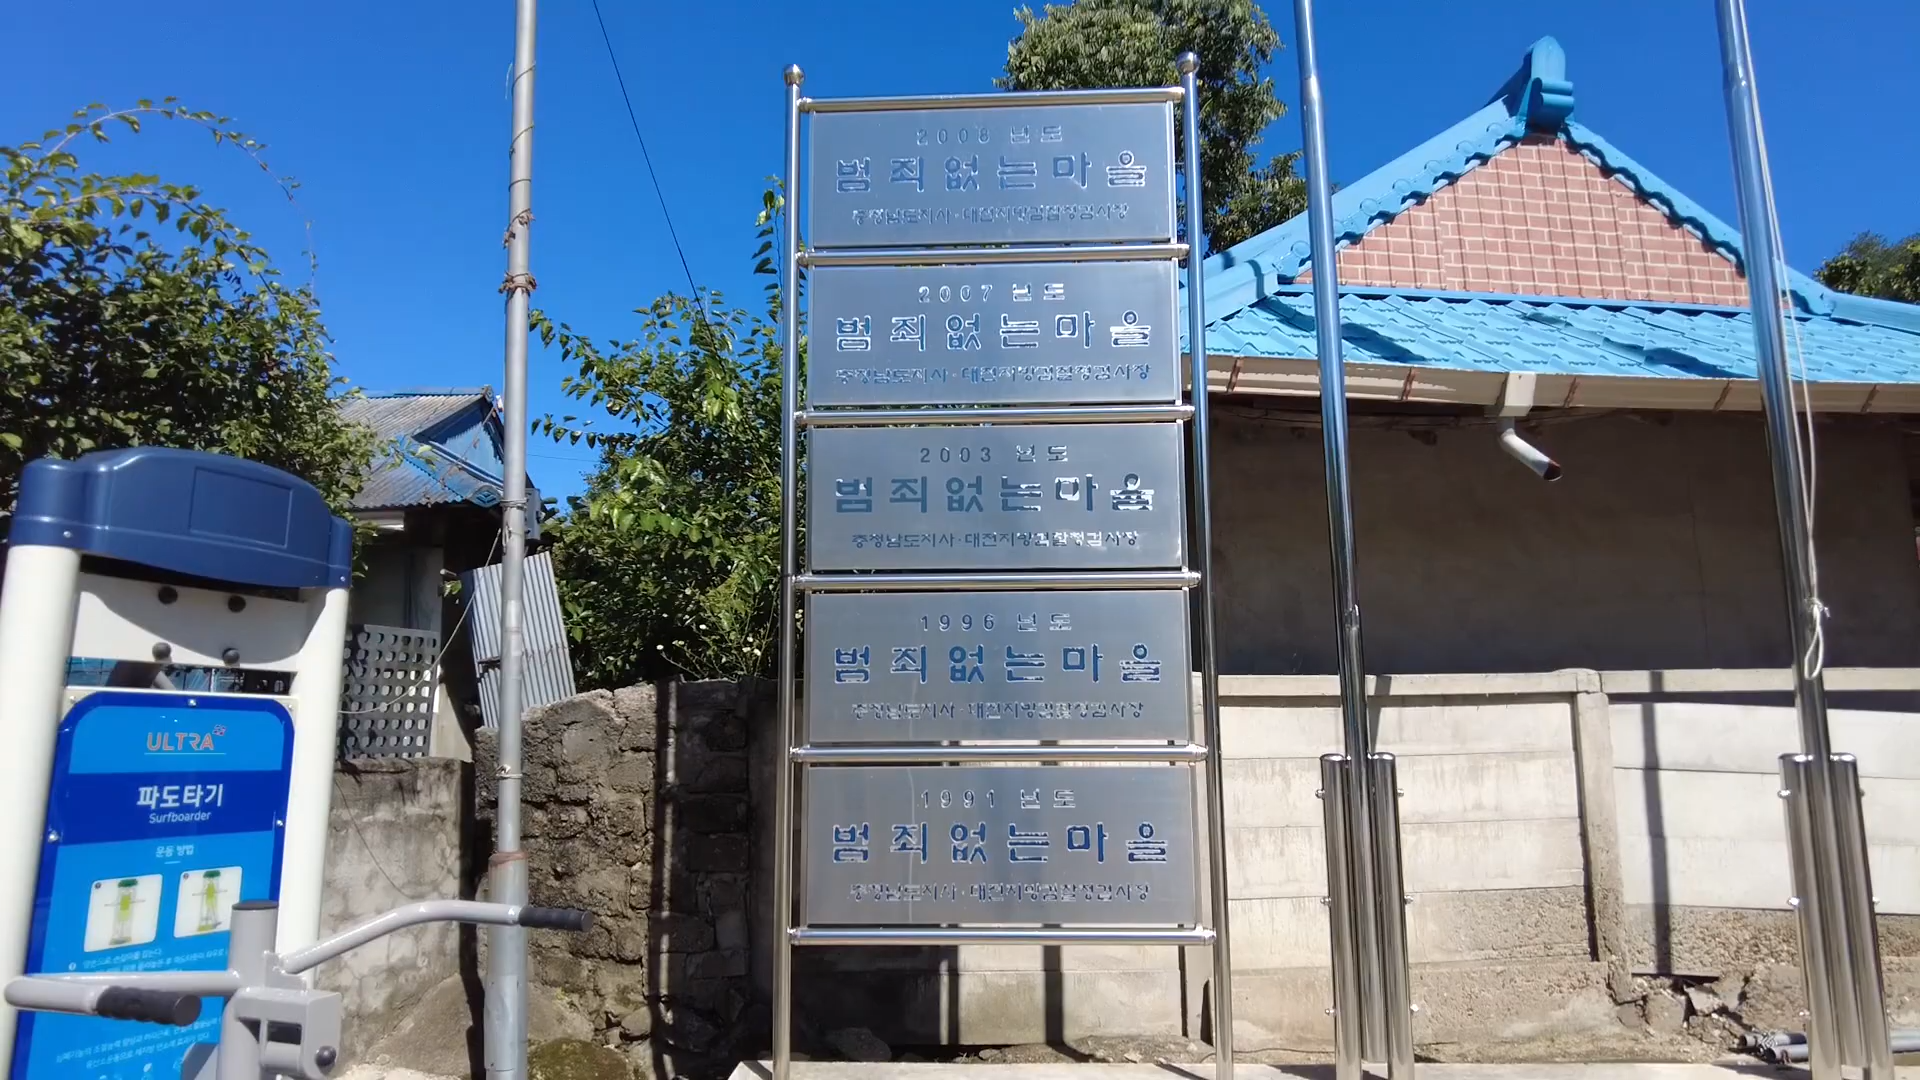 2008 년도
범죄없는마을
충청남도지사·대전지방검찰청검사장
2007 년도
범죄없는마을
충청남도지사·대전지방검찰청검사장
2003 년도
범죄없는마을
충청남도지사·대전지방검찰청검사장
1996 년도
범죄없는마을
충청남도지사·대전지방검찰청검사장
1991 년도
범죄없는마을
충청남도지사·대전지방검찰청검사장
ULTRA
파도타기
Surfboarder
운동 방법